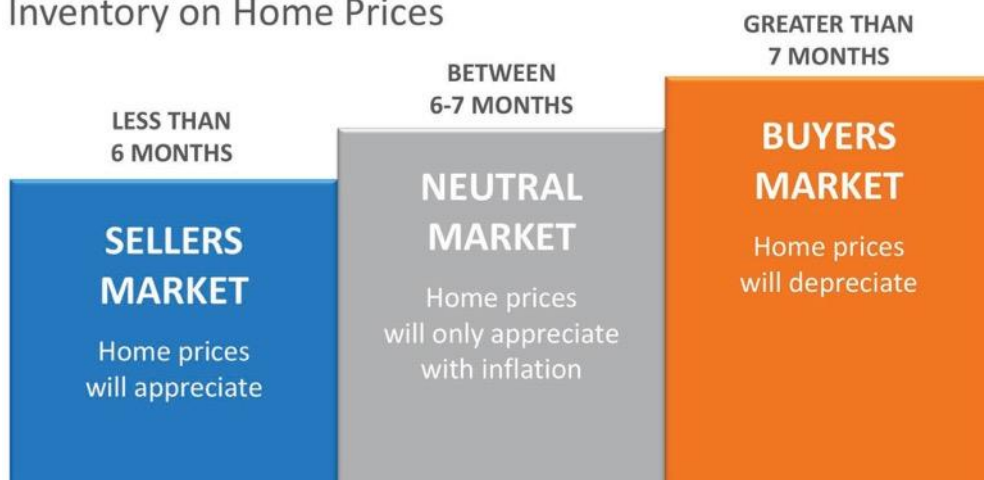 Inventory on Home Prices
LESS THAN
6 MONTHS
SELLERS
MARKET
Home prices
will appreciate
BETWEEN
6-7 MONTHS
NEUTRAL
MARKET
Home prices
will only appreciate
with inflation
GREATER THAN
7 MONTHS
BUYERS
MARKET
Home prices
will depreciate